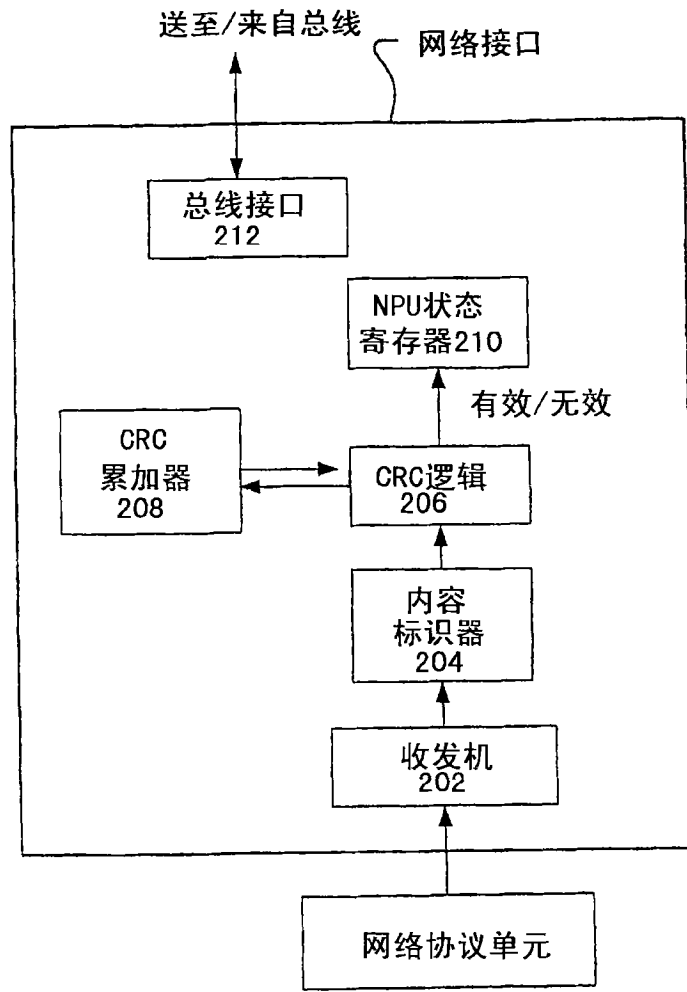 送至/来自总线
网络接口
总线接口
212
NPU状态
寄存器210
有效/无效
CRC
累加器
208
CRC逻辑
206
内容
标识器
204
收发机
202
网络协议单元